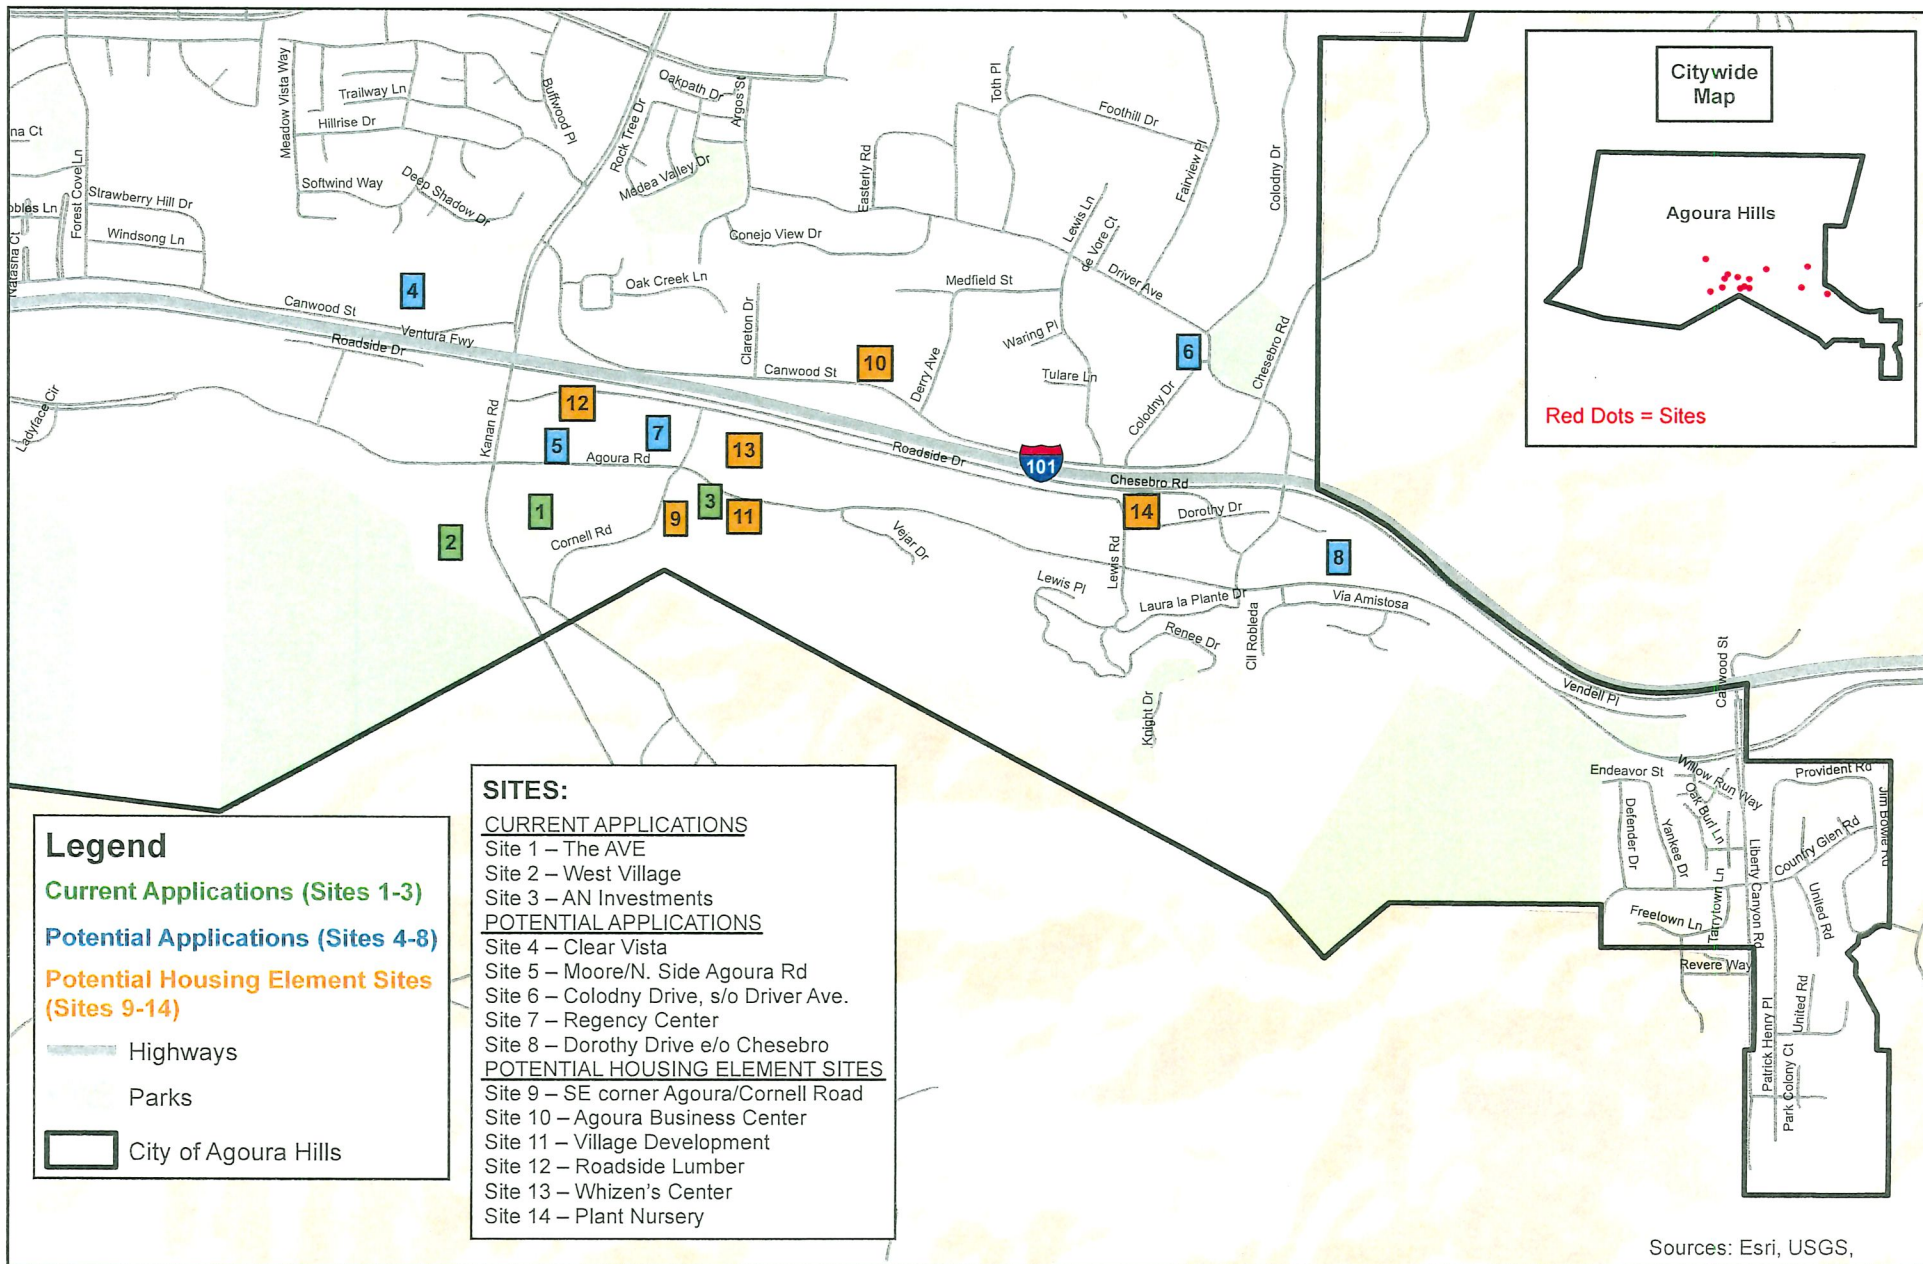 Citywide
Map
Agoura Hills
Red Dots = Sites
Meadow Vista Way
Trailway Ln
Hillrise Dr
Buffwood Pl
Rock Tree Dr
Oakpath Dr
Argos St
Medea Valley Dr
Toth Pl
Foothill Dr
Easterly Rd
Fairview Pl
Colodny Dr
na Ct
Forest Cove Ln
Strawberry Hill Dr
Softwind Way
Deep Shadow Dr
obles Ln
Windsong Ln
Natasha Ct
Conejo View Dr
Lewis Ln
de Vore Ct
Driver Ave
4
Canwood St
Ventura Fwy
Roadside Dr
Oak Creek Ln
Clareton Dr
Medfield St
Waring Pl
Tulare Ln
6
Chesebro Rd
10
Canwood St
Derry Ave
Colodny Dr
Ladyface Cir
Kanan Rd
12
5
7
Agoura Rd
13
Roadside Dr
101
Chesebro Rd
1
2
Cornell Rd
9
3
11
Vejar Dr
14
Dorothy Dr
Lewis Rd
8
Lewis Pl
Laura la Plante Dr
Renee Dr
Cll Robleda
Via Amistosa
Knight Dr
Vendell Pl
Canwood St
Endeavor St
Willow Run Way
Provident Rd
Defender Dr
Yankee Dr
Oak Burl Ln
Country Glen Rd
Jim Bowie Rd
Liberty Canyon Rd
Tarrytown Ln
Freetown Ln
United Rd
Revere Way
Patrick Henry Pl
United Rd
Park Colony Ct
Legend
Current Applications (Sites 1-3)
Potential Applications (Sites 4-8)
Potential Housing Element Sites
(Sites 9-14)
Highways
Parks
City of Agoura Hills
SITES:
CURRENT APPLICATIONS
Site 1 – The AVE
Site 2 – West Village
Site 3 – AN Investments
POTENTIAL APPLICATIONS
Site 4 – Clear Vista
Site 5 – Moore/N. Side Agoura Rd
Site 6 – Colodny Drive, s/o Driver Ave.
Site 7 – Regency Center
Site 8 – Dorothy Drive e/o Chesebro
POTENTIAL HOUSING ELEMENT SITES
Site 9 – SE corner Agoura/Cornell Road
Site 10 – Agoura Business Center
Site 11 – Village Development
Site 12 – Roadside Lumber
Site 13 – Whizen's Center
Site 14 – Plant Nursery
Sources: Esri, USGS,